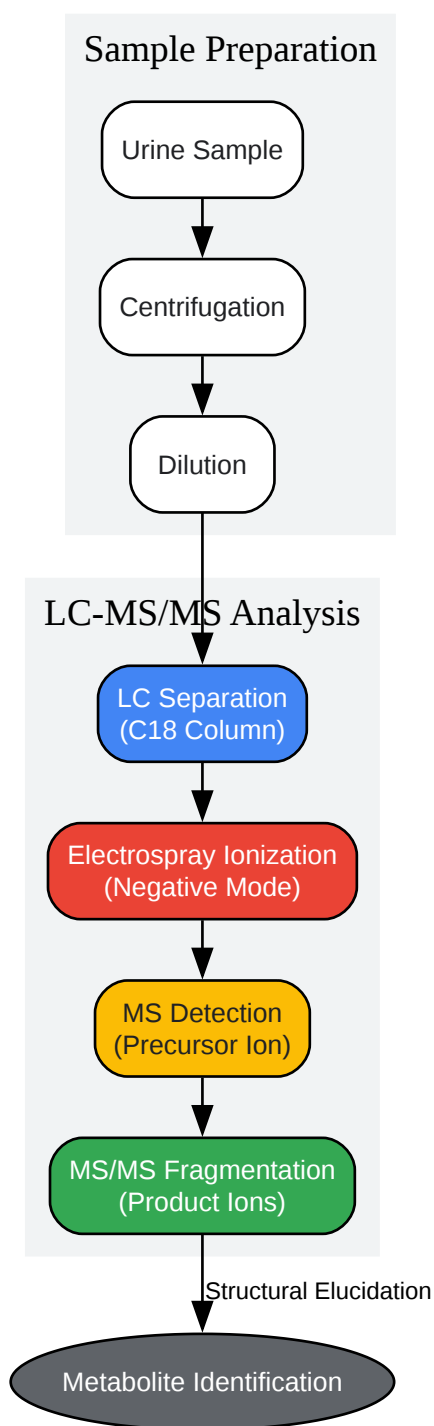 Sample Preparation
Urine Sample
Centrifugation
Dilution
LC-MS/MS Analysis
LC Separation
(C18 Column)
Electrospray Ionization
(Negative Mode)
MS Detection
(Precursor Ion)
MS/MS Fragmentation
(Product Ions)
Structural Elucidation
Metabolite Identification